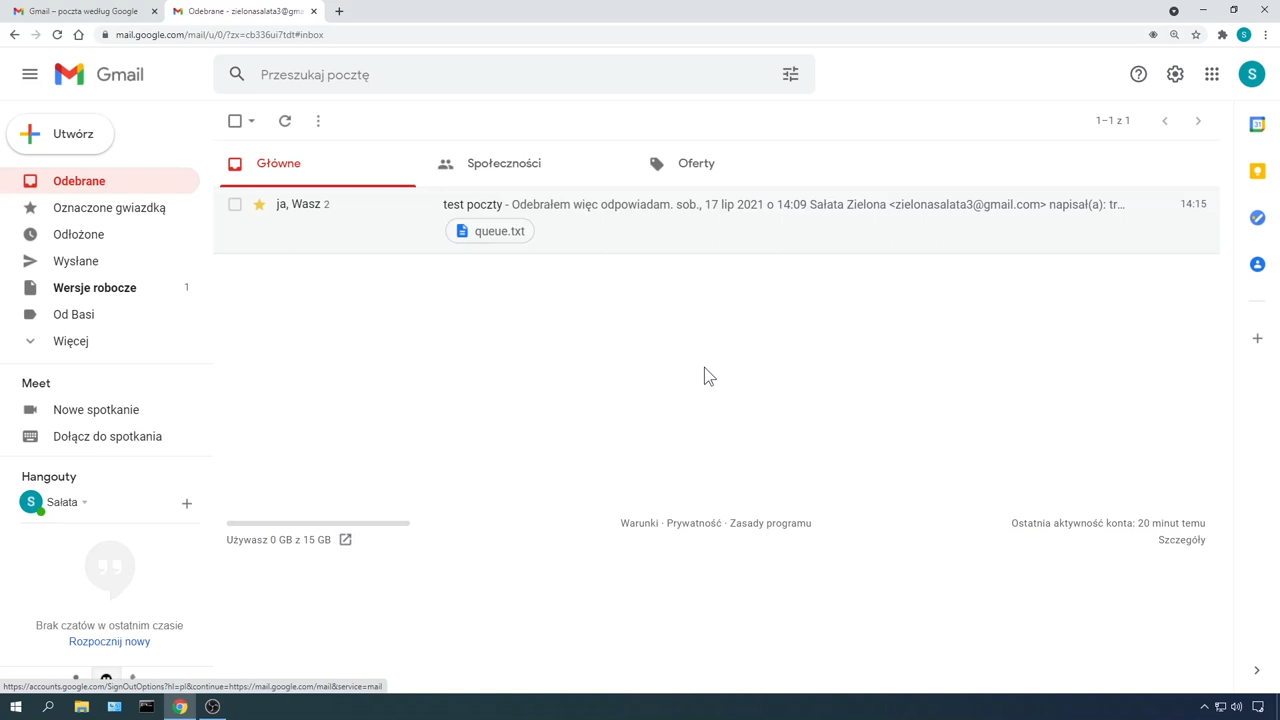 Gmail – poczta według Google
Odebrane - zielonasalata3@gma
mail.google.com/mail/u/0/?zx=cb336ui7tdt#inbox
S
Gmail
Przeszukaj pocztę
S
Utwórz
1–1 z 1
Odebrane
Oznaczone gwiazdką
Odłożone
Wysłane
Wersje robocze 1
Od Basi
Więcej
Główne
Społeczności
Oferty
ja, Wasz 2
test poczty - Odebrałem więc odpowiadam. sob., 17 lip 2021 o 14:09 Sałata Zielona <zielonasalata3@gmail.com> napisał(a): tr…
14:15
queue.txt
31
Meet
Nowe spotkanie
Dołącz do spotkania
Hangouty
S
Sałata
Brak czatów w ostatnim czasie
Rozpocznij nowy
Używasz 0 GB z 15 GB
Warunki · Prywatność · Zasady programu
Ostatnia aktywność konta: 20 minut temu
Szczegóły
https://accounts.google.com/SignOutOptions?hl=pl&continue=https://mail.google.com/mail&service=mail